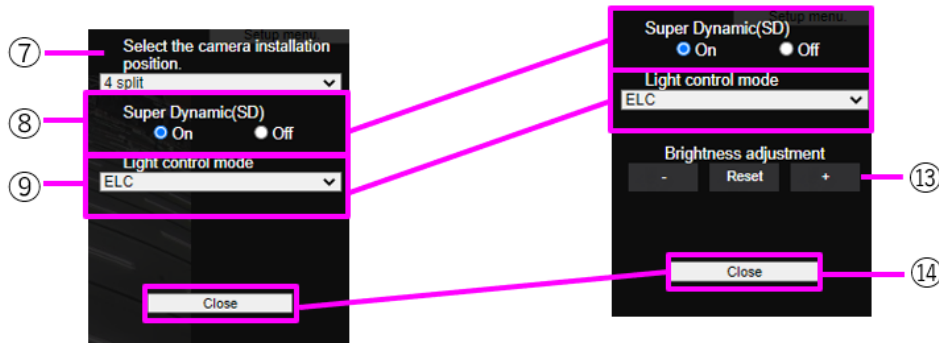 Setup menu.
⑦
Select the camera installation
position.
4 split
⑧
Super Dynamic(SD)
On Off
⑨
Light control mode
ELC
Close
Setup menu.
Super Dynamic(SD)
On Off
Light control mode
ELC
Brightness adjustment
- Reset +
⑬
Close
⑭